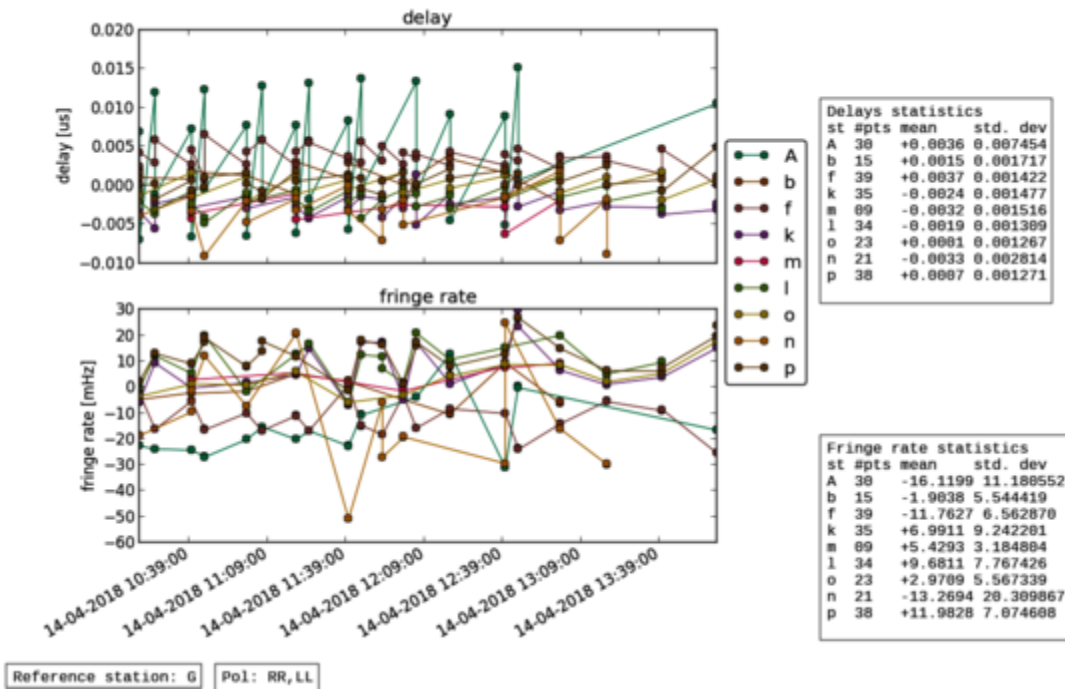 delay
0.020
0.015
0.010
0.005
0.000
−0.005
−0.010
delay [us]
fringe rate
30
20
10
0
−10
−20
−30
−40
−50
−60
fringe rate [mHz]
14-04-2018 10:39:00
14-04-2018 11:09:00
14-04-2018 11:39:00
14-04-2018 12:09:00
14-04-2018 12:39:00
14-04-2018 13:09:00
14-04-2018 13:39:00
A
b
f
k
m
l
o
n
p
Delays statistics
st #pts mean std. dev
A 30 +0.0036 0.007454
b 15 +0.0015 0.001717
f 39 +0.0037 0.001422
k 35 -0.0024 0.001477
m 09 -0.0032 0.001516
l 34 -0.0019 0.001309
o 23 +0.0001 0.001267
n 21 -0.0033 0.002814
p 38 +0.0007 0.001271
Fringe rate statistics
st #pts mean std. dev
A 30 -16.1199 11.180552
b 15 -1.9038 5.544419
f 39 -11.7627 6.562870
k 35 +6.9911 9.242201
m 09 +5.4293 3.184804
l 34 +9.6811 7.767426
o 23 +2.9709 5.567339
n 21 -13.2694 20.309867
p 38 +11.9828 7.074608
Reference station: G
Pol: RR,LL